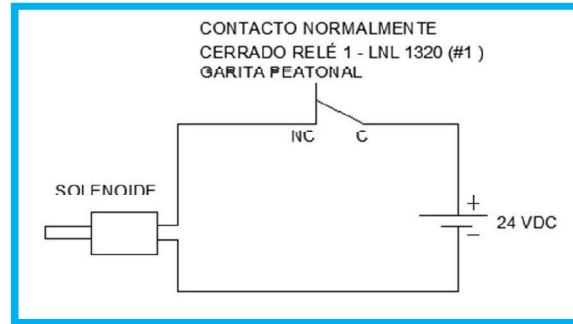 CONTACTO NORMALMENTE
CERRADO RELÉ 1 - LNL 1320 (#1 )
GARITA PEATONAL
NC C
SOLENOIDE
+
24 VDC
–